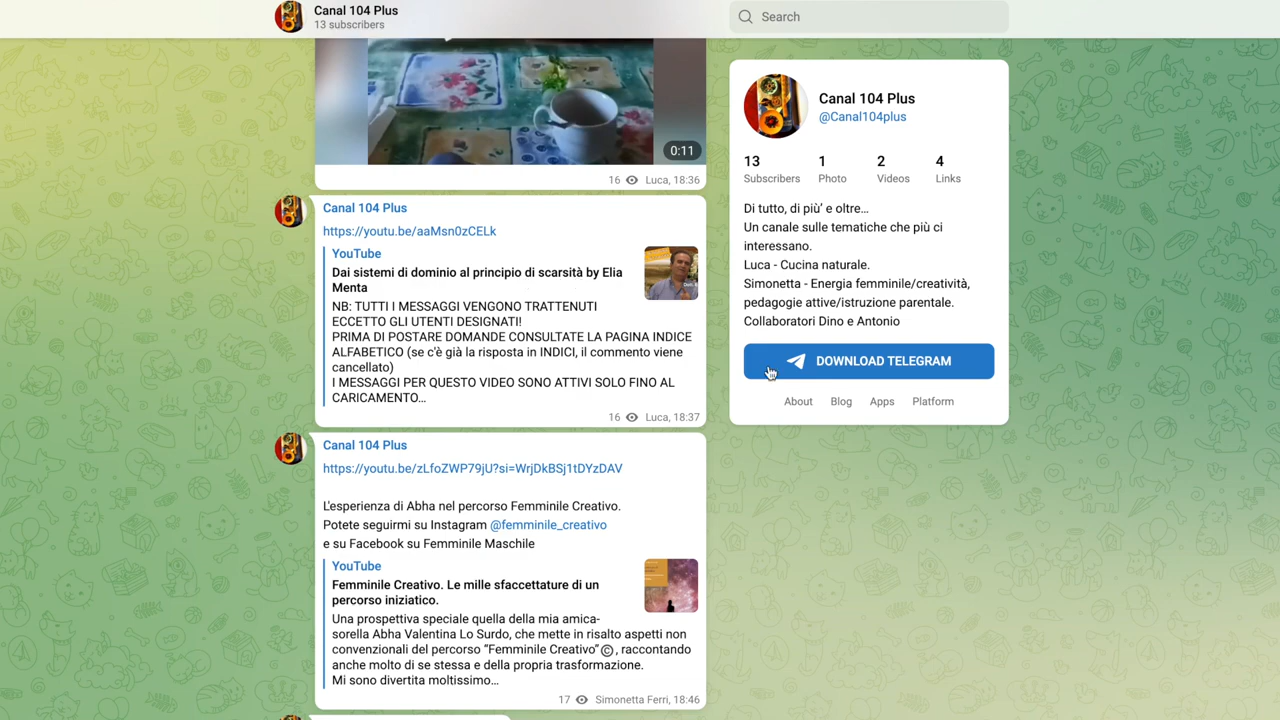 Canal 104 Plus
13 subscribers
Search
0:11
16 Luca, 18:36
Canal 104 Plus
https://youtu.be/aaMsn0zCELk
YouTube
Dai sistemi di dominio al principio di scarsità by Elia
Menta
NB: TUTTI I MESSAGGI VENGONO TRATTENUTI
ECCETTO GLI UTENTI DESIGNATI!
PRIMA DI POSTARE DOMANDE CONSULTATE LA PAGINA INDICE
ALFABETICO (se c'è già la risposta in INDICI, il commento viene
cancellato)
I MESSAGGI PER QUESTO VIDEO SONO ATTIVI SOLO FINO AL
CARICAMENTO…
16 Luca, 18:37
Canal 104 Plus
https://youtu.be/zLfoZWP79jU?si=WrjDkBSj1tDYzDAV
L'esperienza di Abha nel percorso Femminile Creativo.
Potete seguirmi su Instagram @femminile_creativo
e su Facebook su Femminile Maschile
YouTube
Femminile Creativo. Le mille sfaccettature di un
percorso iniziatico.
Una prospettiva speciale quella della mia amica-
sorella Abha Valentina Lo Surdo, che mette in risalto aspetti non
convenzionali del percorso “Femminile Creativo”©, raccontando
anche molto di se stessa e della propria trasformazione.
Mi sono divertita moltissimo…
17 Simonetta Ferri, 18:46
Canal 104 Plus
@Canal104plus
13 1 2 4
Subscribers Photo Videos Links
Di tutto, di più' e oltre…
Un canale sulle tematiche che più ci
interessano.
Luca - Cucina naturale.
Simonetta - Energia femminile/creatività,
pedagogie attive/istruzione parentale.
Collaboratori Dino e Antonio
DOWNLOAD TELEGRAM
About Blog Apps Platform